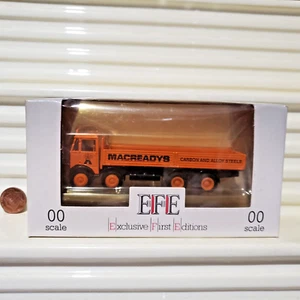 MACREADYS CARBON AND ALLOY STEELS
EFE
00 scale
Exclusive First Editions
00 scale